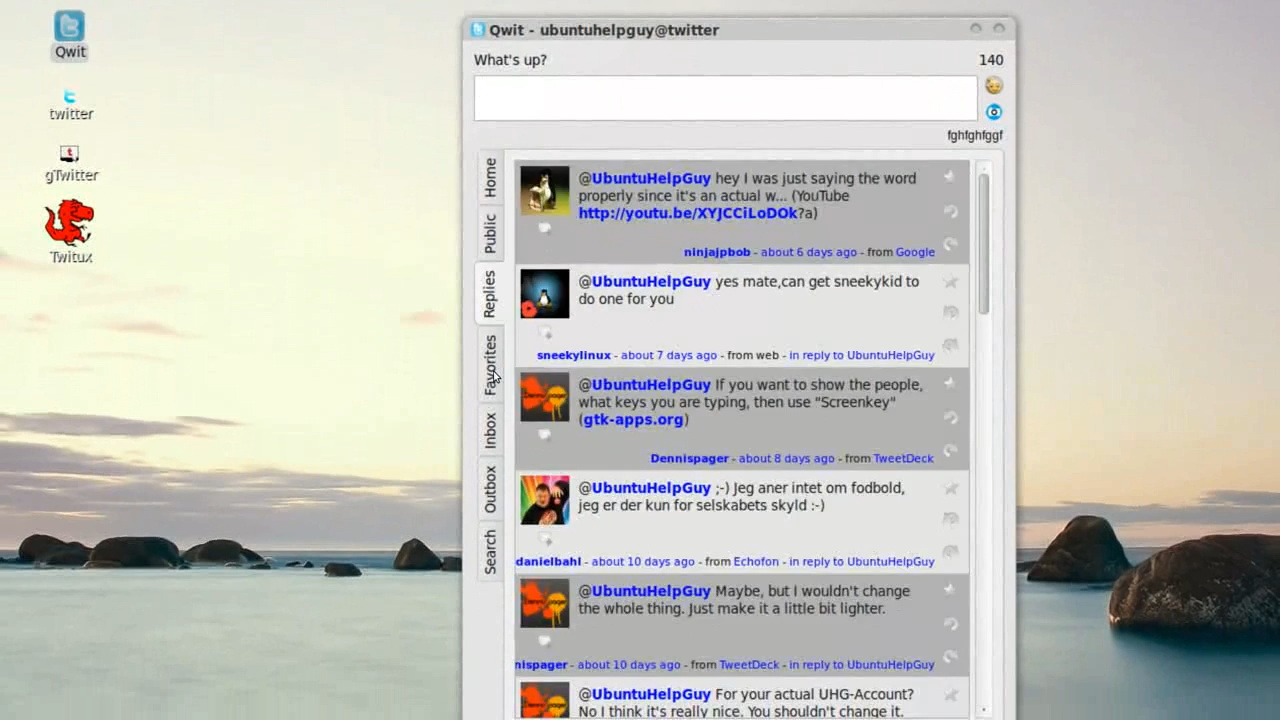 Qwit
twitter
gTwitter
Twitux
Qwit - ubuntuhelpguy@twitter
What's up?
140
fghfghfggf
Home
Public
Replies
Favorites
Inbox
Outbox
Search
@UbuntuHelpGuy hey I was just saying the word
properly since it's an actual w... (YouTube
http://youtu.be/XYJCCiLoDOk?a)
ninjajpbob - about 6 days ago - from Google
@UbuntuHelpGuy yes mate,can get sneekykid to
do one for you
sneekylinux - about 7 days ago - from web - in reply to UbuntuHelpGuy
@UbuntuHelpGuy If you want to show the people,
what keys you are typing, then use "Screenkey"
(gtk-apps.org)
Dennispager - about 8 days ago - from TweetDeck
@UbuntuHelpGuy ;-) Jeg aner intet om fodbold,
jeg er der kun for selskabets skyld :-)
danielbahl - about 10 days ago - from Echofon - in reply to UbuntuHelpGuy
@UbuntuHelpGuy Maybe, but I wouldn't change
the whole thing. Just make it a little bit lighter.
nispager - about 10 days ago - from TweetDeck - in reply to UbuntuHelpGuy
@UbuntuHelpGuy For your actual UHG-Account?
No I think it's really nice. You shouldn't change it.